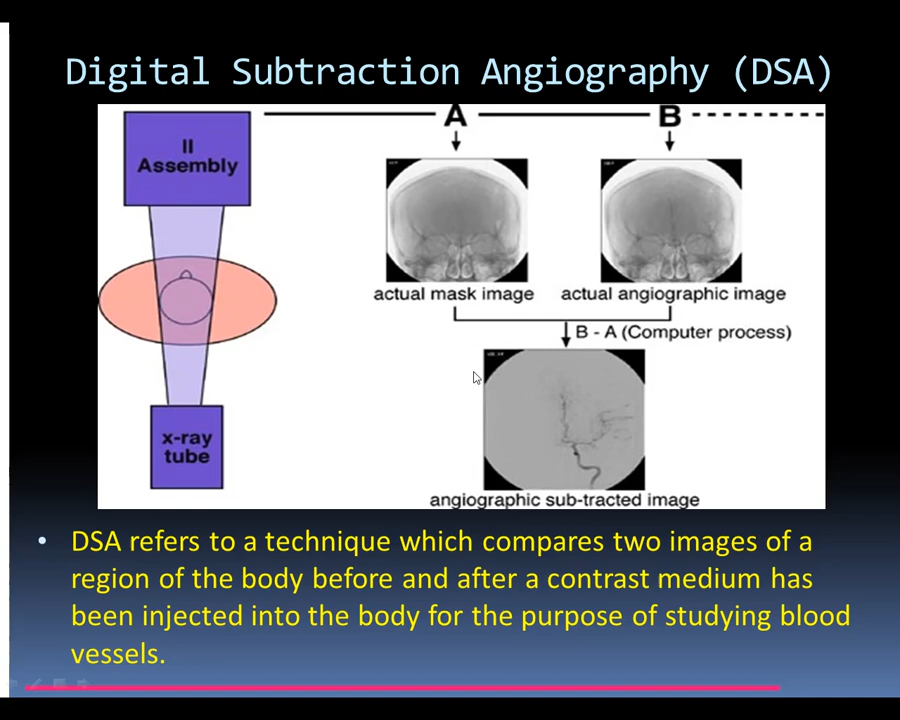 Digital Subtraction Angiography (DSA)
II
Assembly
A
B
actual mask image
actual angiographic image
B - A (Computer process)
x-ray
tube
angiographic sub-tracted image
• DSA refers to a technique which compares two images of a
region of the body before and after a contrast medium has
been injected into the body for the purpose of studying blood
vessels.